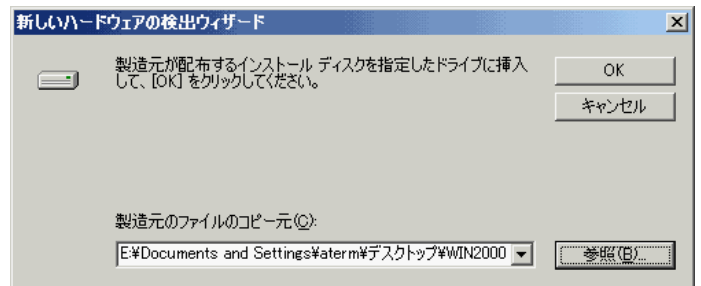 新しいハードウェアの検出ウィザード
製造元が配布するインストール ディスクを指定したドライブに挿入
して、[OK] をクリックしてください。
OK
キャンセル
製造元のファイルのコピー元(C):
E:¥Documents and Settings¥aterm¥デスクトップ¥WIN2000
参照(B)...